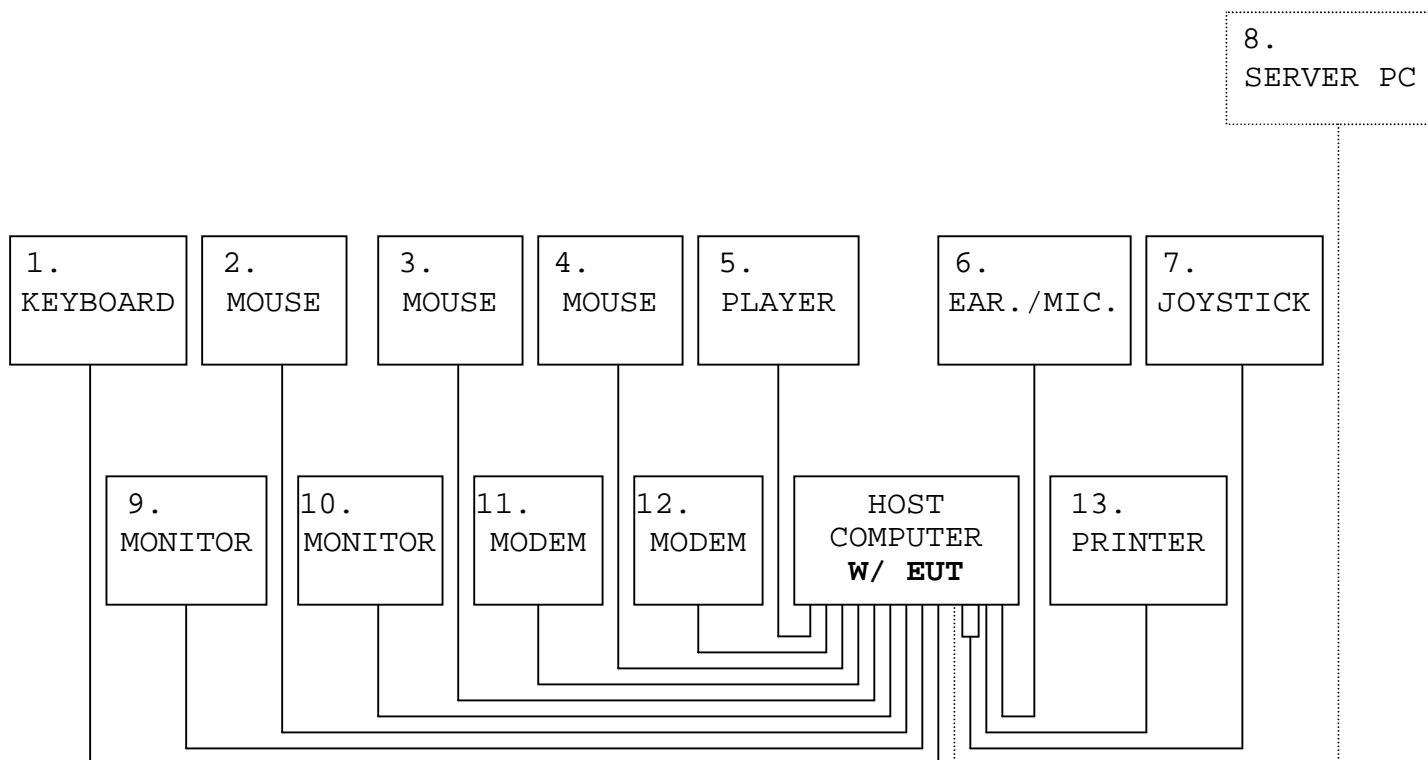 8.
SERVER PC
1.
KEYBOARD
2.
MOUSE
3.
MOUSE
4.
MOUSE
5.
PLAYER
6.
EAR./MIC.
7.
JOYSTICK
9.
MONITOR
10.
MONITOR
11.
MODEM
12.
MODEM
HOST
COMPUTER
W/ EUT
13.
PRINTER